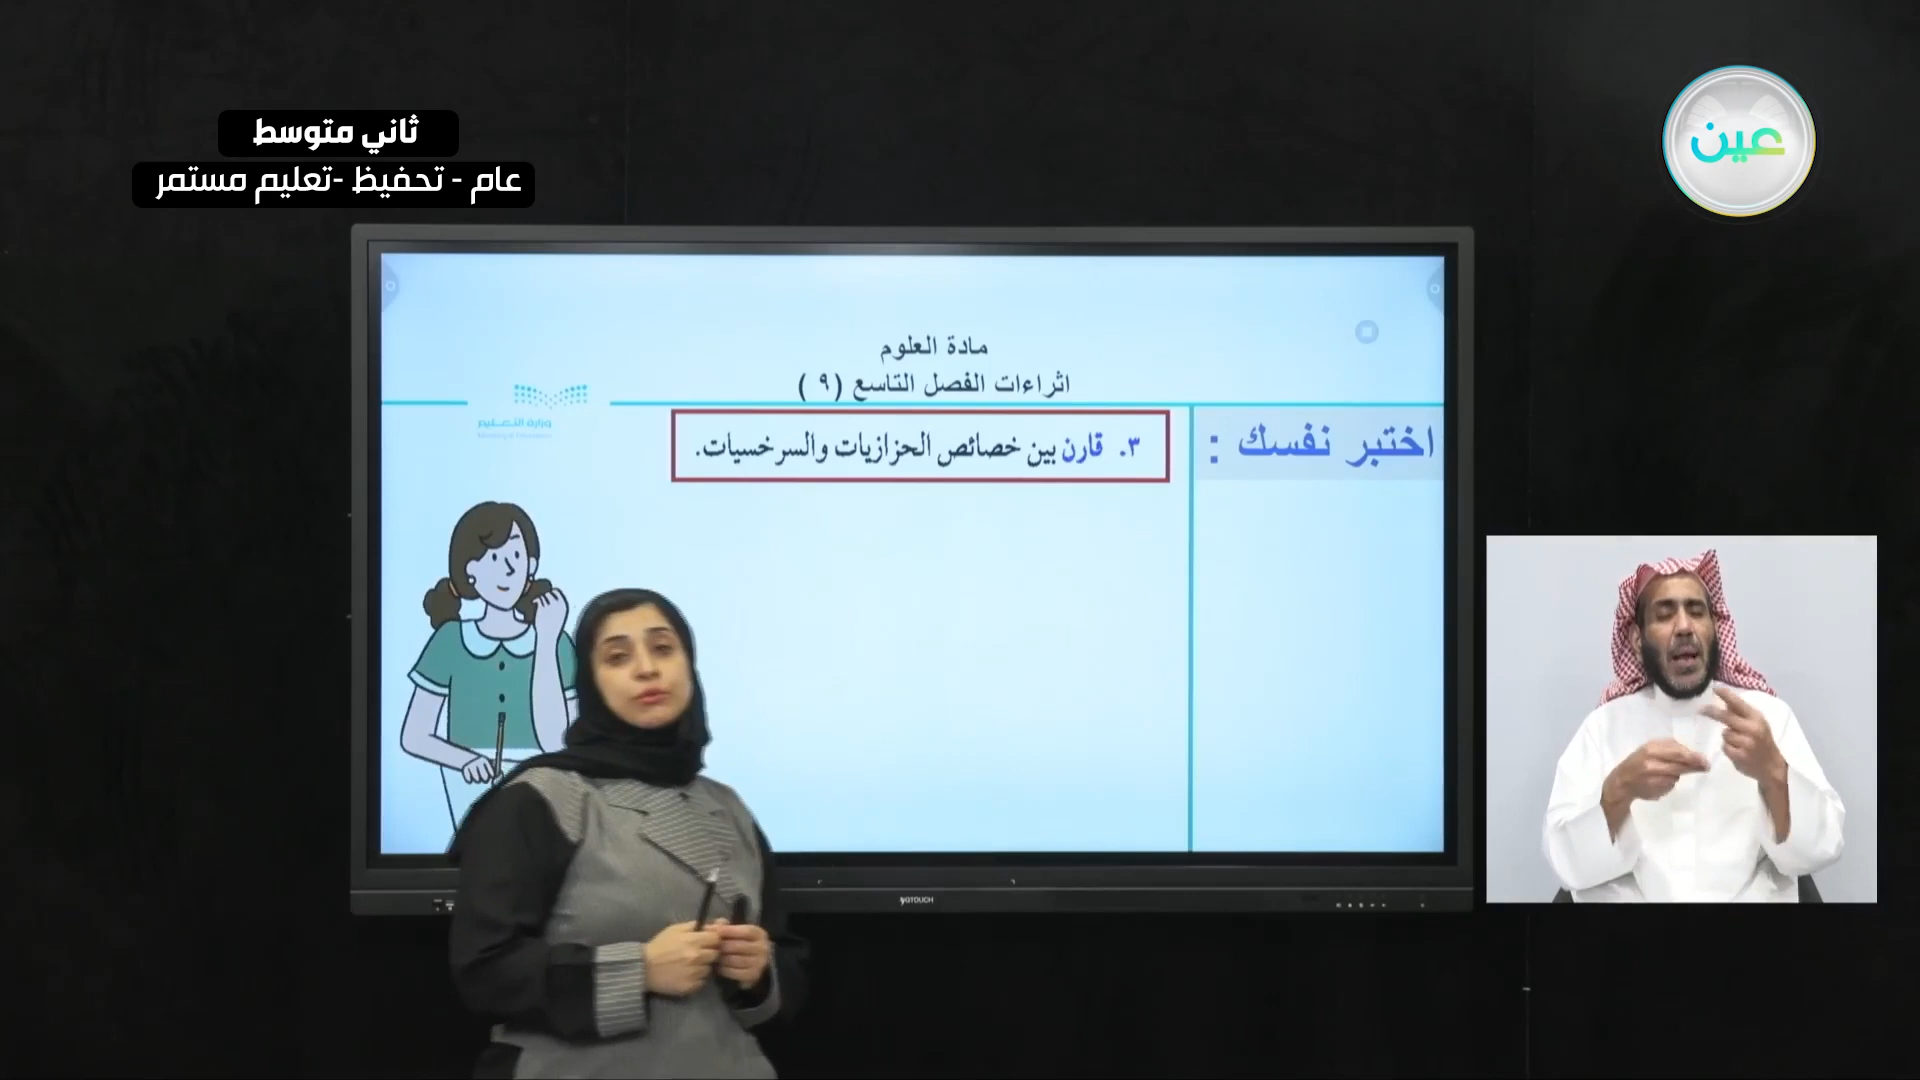 ثاني متوسط
عام - تحفيظ -تعليم مستمر
عين
مادة العلوم
اثراءات الفصل التاسع (٩ )
وزارة التعليم
اختبر نفسك :
٣. قارن بين خصائص الحزازيات والسرخسيات.